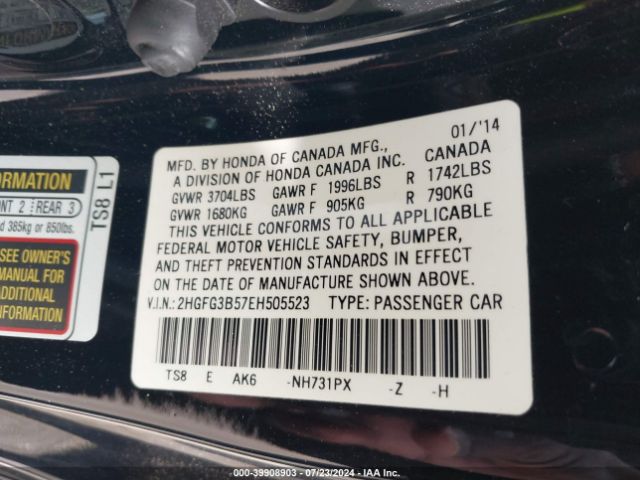 01/'14
MFD. BY HONDA OF CANADA MFG., CANADA
A DIVISION OF HONDA CANADA INC.
GVWR 3704LBS GAWR F 1996LBS R 1742LBS
GVWR 1680KG GAWR F 905KG R 790KG
THIS VEHICLE CONFORMS TO ALL APPLICABLE
FEDERAL MOTOR VEHICLE SAFETY, BUMPER,
AND THEFT PREVENTION STANDARDS IN EFFECT
ON THE DATE OF MANUFACTURE SHOWN ABOVE.
V.I.N.:2HGFG3B57EH505523 TYPE:PASSENGER CAR
TS8 E AK6 -NH731PX -Z -H
ORMATION
NT 2 REAR 3
385kg or 850lbs.
SEE OWNER'S
MANUAL FOR
ADDITIONAL
INFORMATION
TS8 L1
000-39908903 - 07/23/2024 - IAA Inc.